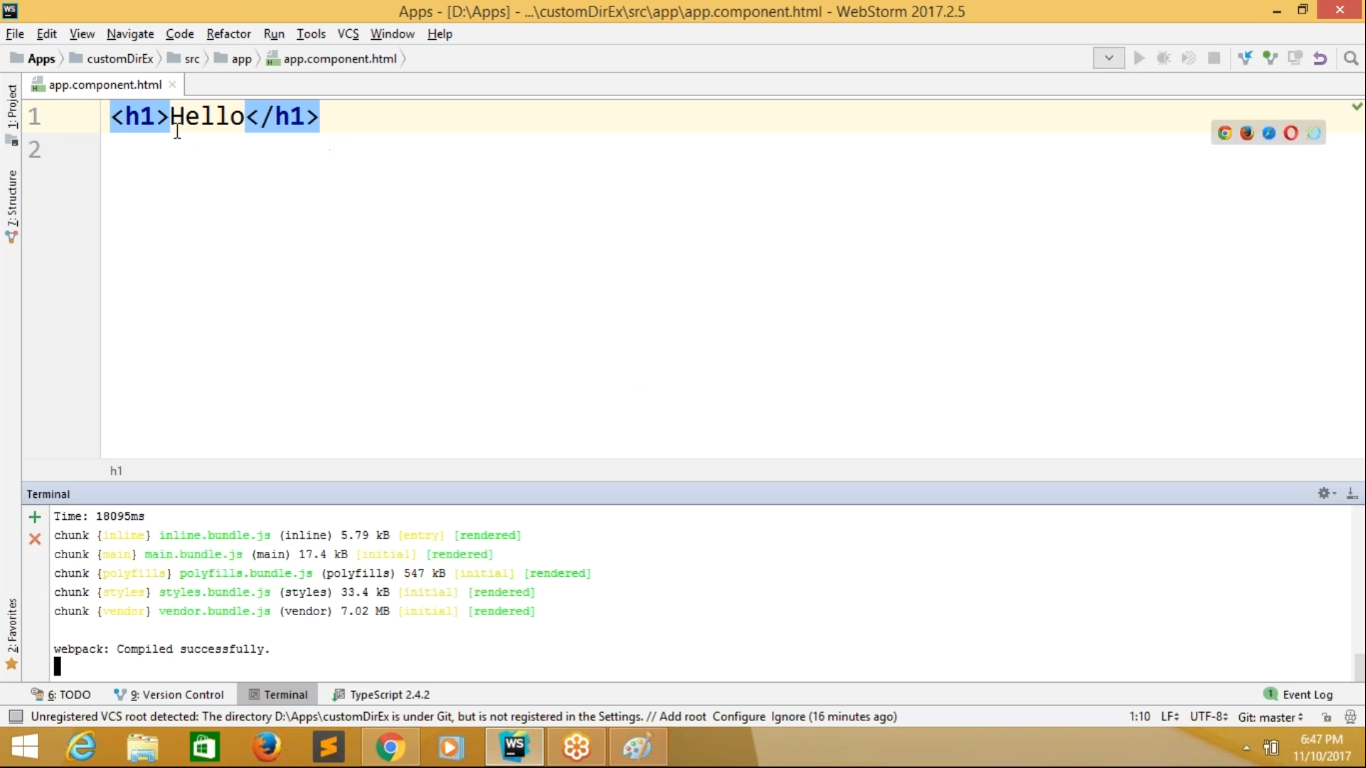 WS Apps - [D:\Apps] - ...\customDirEx\src\app\app.component.html - WebStorm 2017.2.5
File Edit View Navigate Code Refactor Run Tools VCS Window Help
Apps customDirEx src app app.component.html
1: Project
app.component.html
1 <h1>Hello</h1>
2
7: Structure
h1
Terminal
Time: 18095ms
chunk {inline} inline.bundle.js (inline) 5.79 kB [entry] [rendered]
chunk {main} main.bundle.js (main) 17.4 kB [initial] [rendered]
chunk {polyfills} polyfills.bundle.js (polyfills) 547 kB [initial] [rendered]
chunk {styles} styles.bundle.js (styles) 33.4 kB [initial] [rendered]
chunk {vendor} vendor.bundle.js (vendor) 7.02 MB [initial] [rendered]
webpack: Compiled successfully.
2: Favorites
6: TODO 9: Version Control Terminal TypeScript 2.4.2 1 Event Log
Unregistered VCS root detected: The directory D:\Apps\customDirEx is under Git, but is not registered in the Settings. // Add root Configure Ignore (16 minutes ago) 1:10 LF÷ UTF-8÷ Git: master÷
WS
6:47 PM
11/10/2017